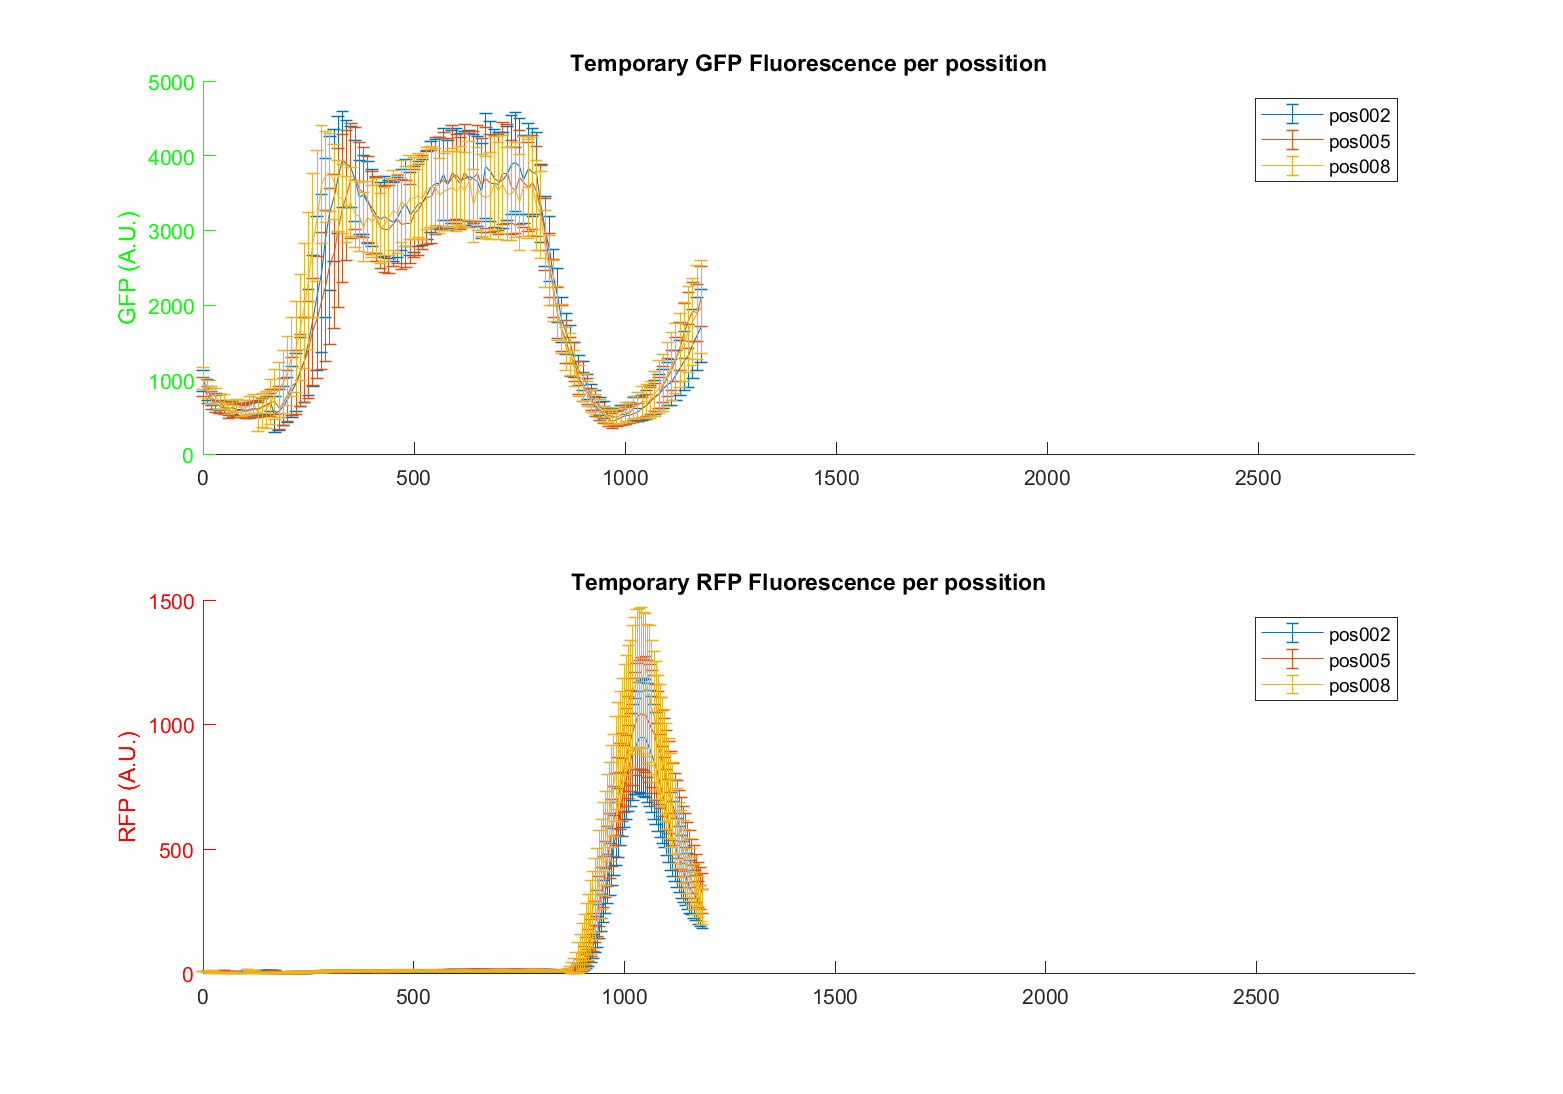 Temporary GFP Fluorescence per possition
5000
4000
3000
2000
1000
0
GFP (A.U.)
0 500 1000 1500 2000 2500
pos002
pos005
pos008
Temporary RFP Fluorescence per possition
1500
1000
500
0
RFP (A.U.)
0 500 1000 1500 2000 2500
pos002
pos005
pos008